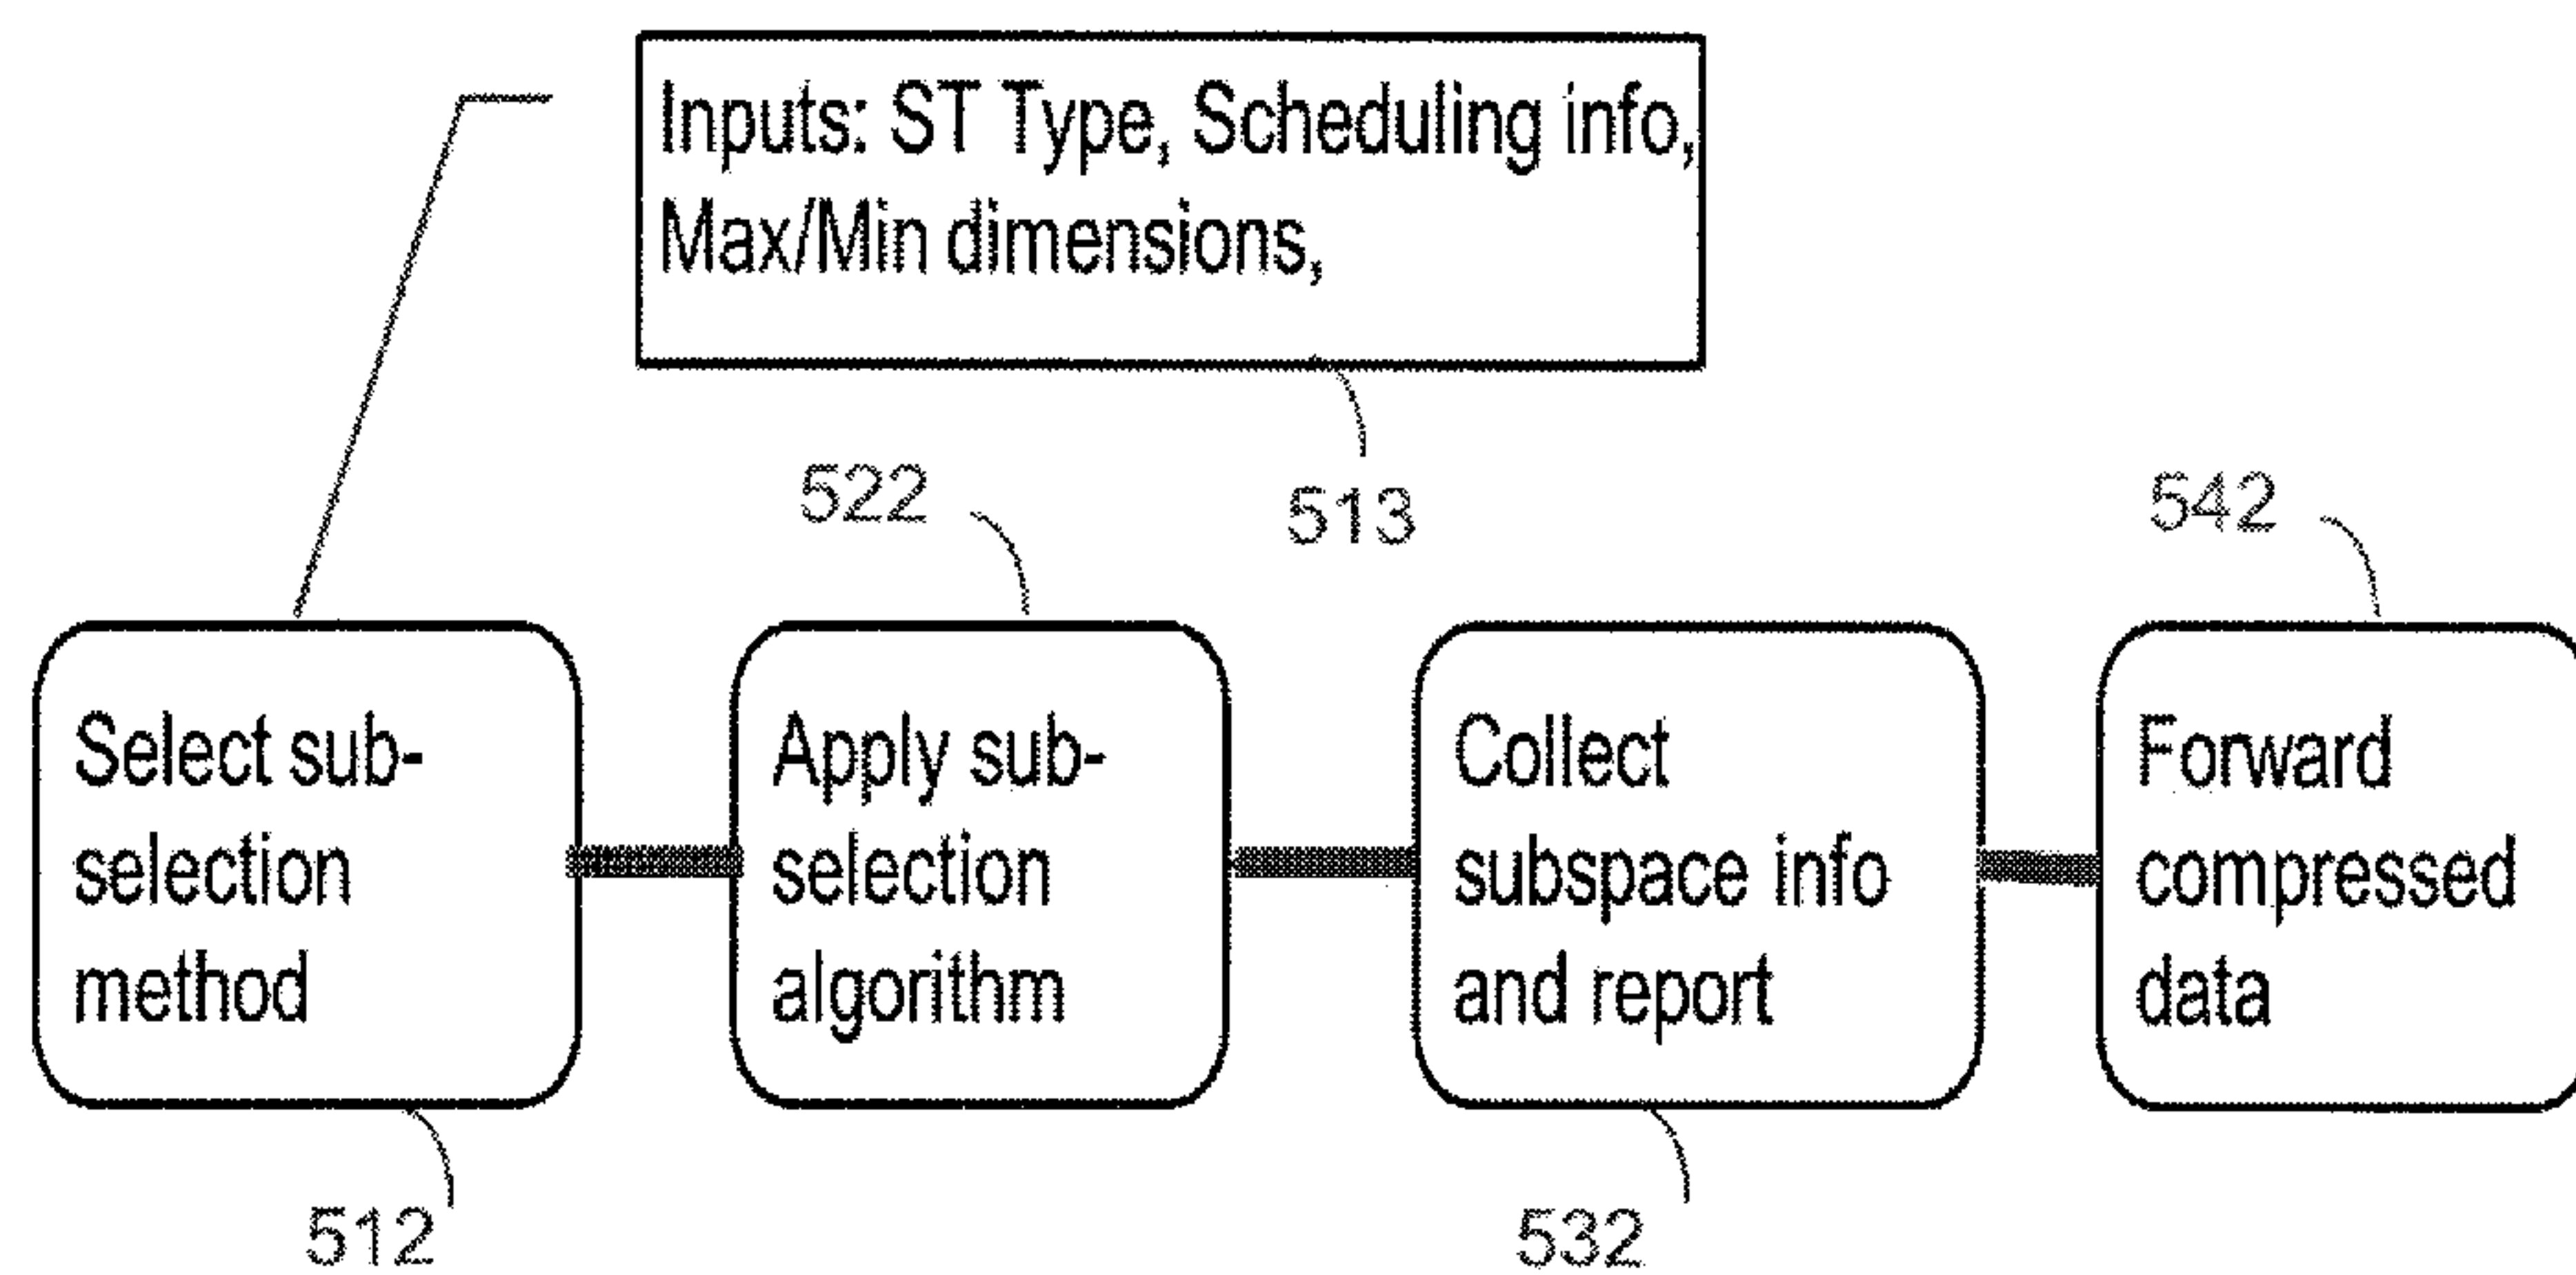 Inputs: ST Type, Scheduling info,
Max/Min dimensions,
513
522
542
Select sub-
selection
method
512
Apply sub-
selection
algorithm
Collect
subspace info
and report
532
Forward
compressed
data